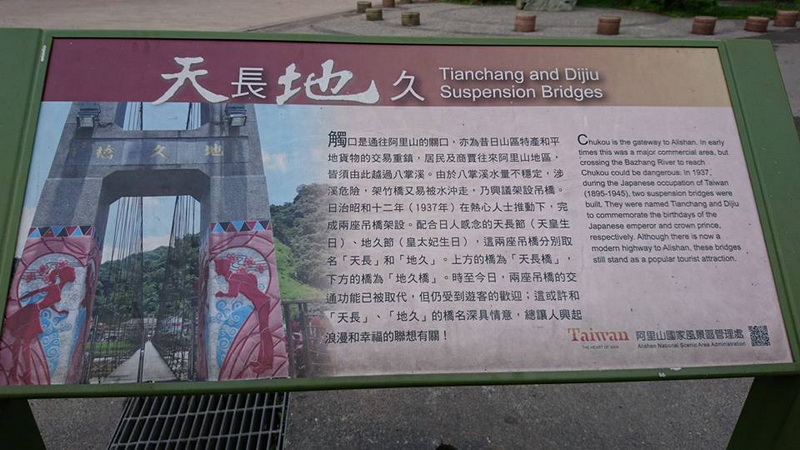 天長地久
Tianchang and Dijiu
Suspension Bridges
橋久地
觸口是通往阿里山的關口，亦為昔日山區特產和平
地貨物的交易重鎮，居民及商賈往來阿里山地區，
皆須由此越過八掌溪。由於八掌溪水量不穩定，涉
溪危險，架竹橋又易被水沖走，乃興議架設吊橋。
日治昭和十二年（1937年）在熱心人士推動下，完
成兩座吊橋架設。配合日人感念的天長節（天皇生
日）、地久節（皇太妃生日），這兩座吊橋分別取
名「天長」和「地久」。上方的橋為「天長橋」，
下方的橋為「地久橋」。時至今日，兩座吊橋的交
通功能已被取代，但仍受到遊客的歡迎；這或許和
「天長」、「地久」的橋名深具情意，總讓人興起
浪漫和幸福的聯想有關！
Chukou is the gateway to Alishan. In early
times this was a major commercial area, but
crossing the Bazhang River to reach
Chukou could be dangerous. In 1937,
during the Japanese occupation of Taiwan
(1895-1945), two suspension bridges were
built. They were named Tianchang and Dijiu
to commemorate the birthdays of the
Japanese emperor and crown prince,
respectively. Although there is now a
modern highway to Alishan, these bridges
still stand as a popular tourist attraction.
Taiwan
THE HEART OF ASIA
阿里山國家風景區管理處
Alishan National Scenic Area Administration